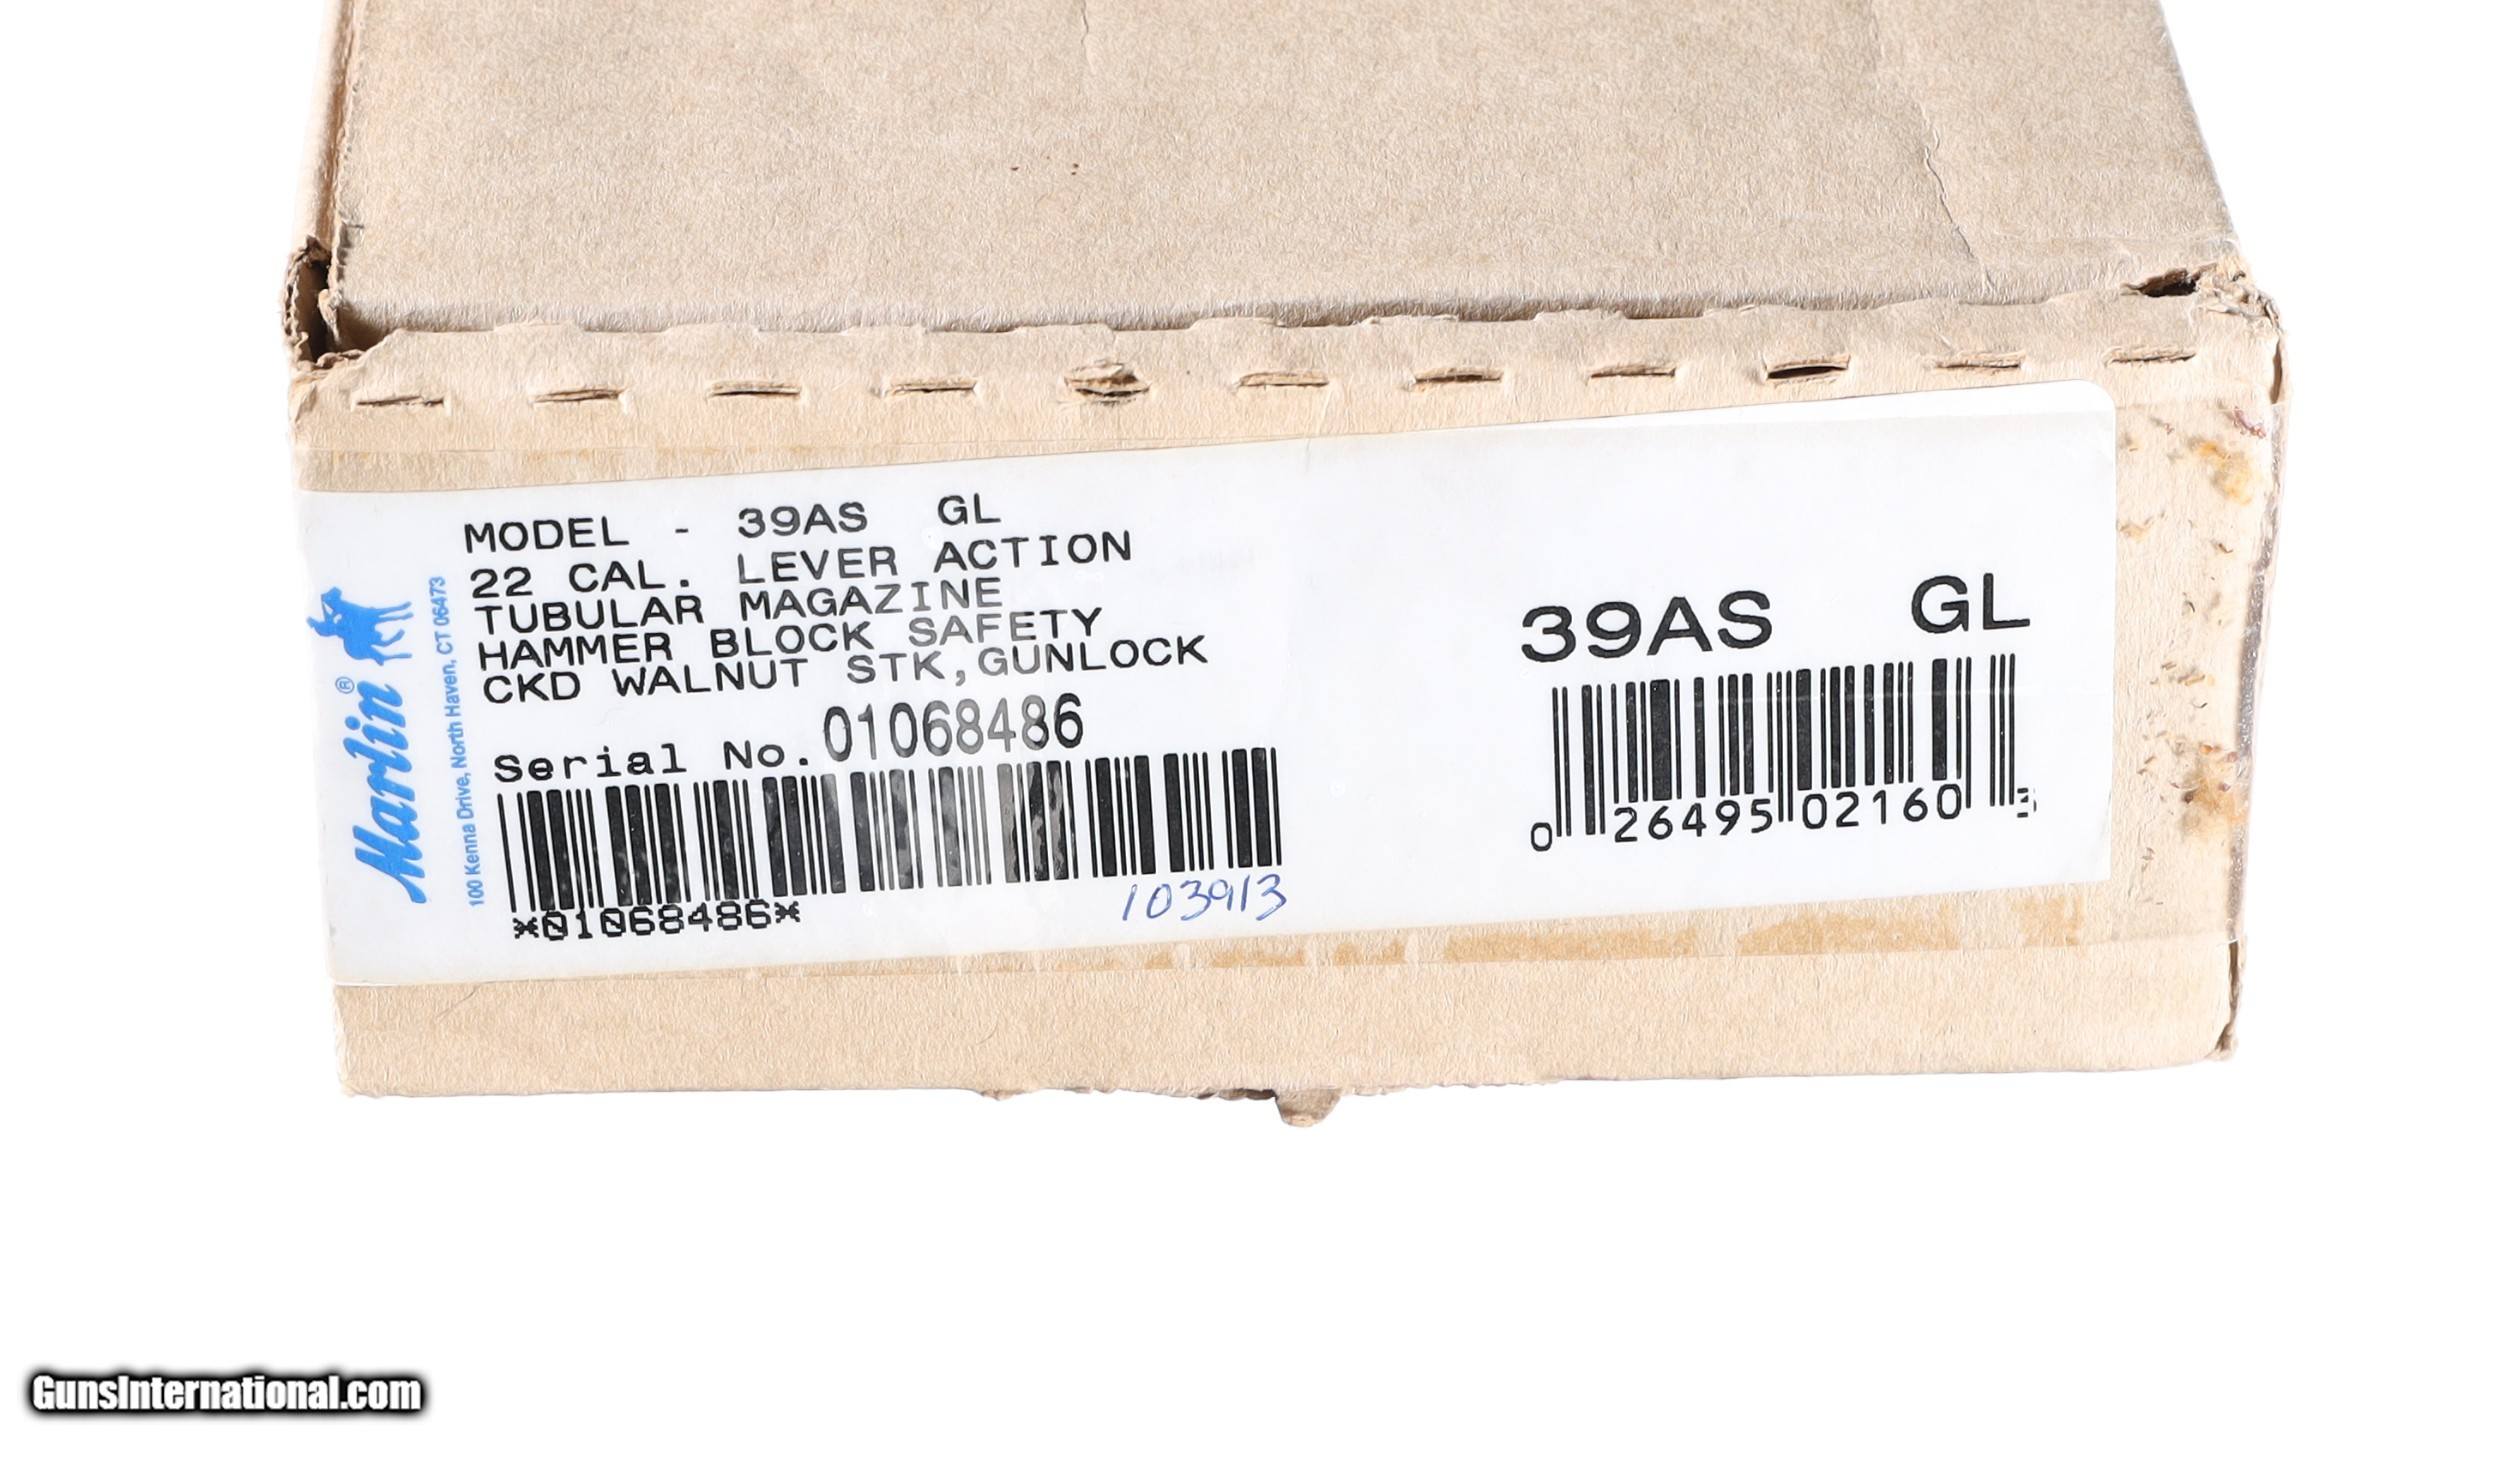 Marlin®
100 Kenna Drive, North Haven, CT 06473
MODEL - 39AS GL
22 CAL. LEVER ACTION
TUBULAR MAGAZINE
HAMMER BLOCK SAFETY
CKD WALNUT STK,GUNLOCK
Serial No. 01068486
*01068486*
103913
39AS GL
0 26495 02160 3
GunsInternational.com